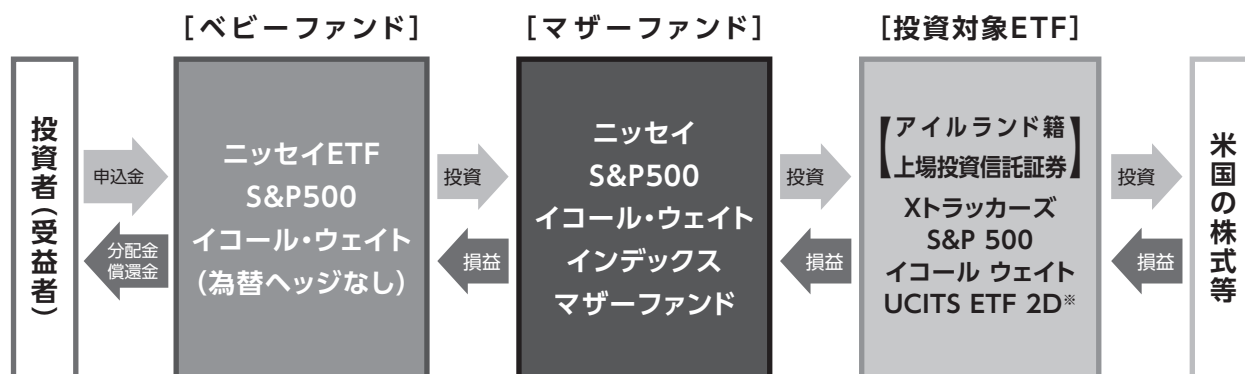 [ベビーファンド]
[マザーファンド]
[投資対象ETF]
投資者(受益者)
申込金
分配金
償還金
ニッセイETF
S&P500
イコール・ウェイト
(為替ヘッジなし)
投資
損益
ニッセイ
S&P500
イコール・ウェイト
インデックス
マザーファンド
投資
損益
【アイルランド籍
上場投資信託証券】
Xトラッカーズ
S&P 500
イコール ウェイト
UCITS ETF 2D※
投資
損益
米国の株式等